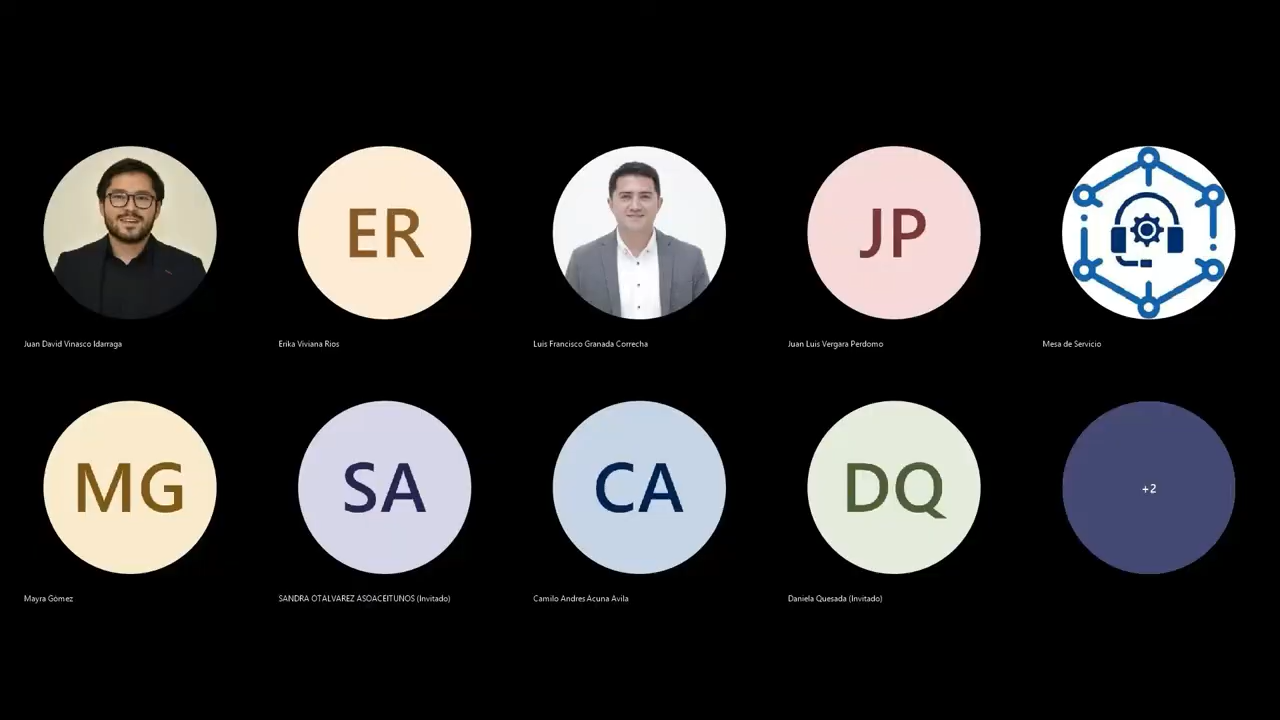 ER
JP
Juan David Vinasco Idarraga
Erika Viviana Rios
Luis Francisco Granada Correcha
Juan Luis Vergara Perdomo
Mesa de Servicio
MG
SA
CA
DQ
+2
Mayra Gómez
SANDRA OTALVAREZ ASOACEITUNOS (Invitado)
Camilo Andres Acuna Avila
Daniela Quesada (Invitado)